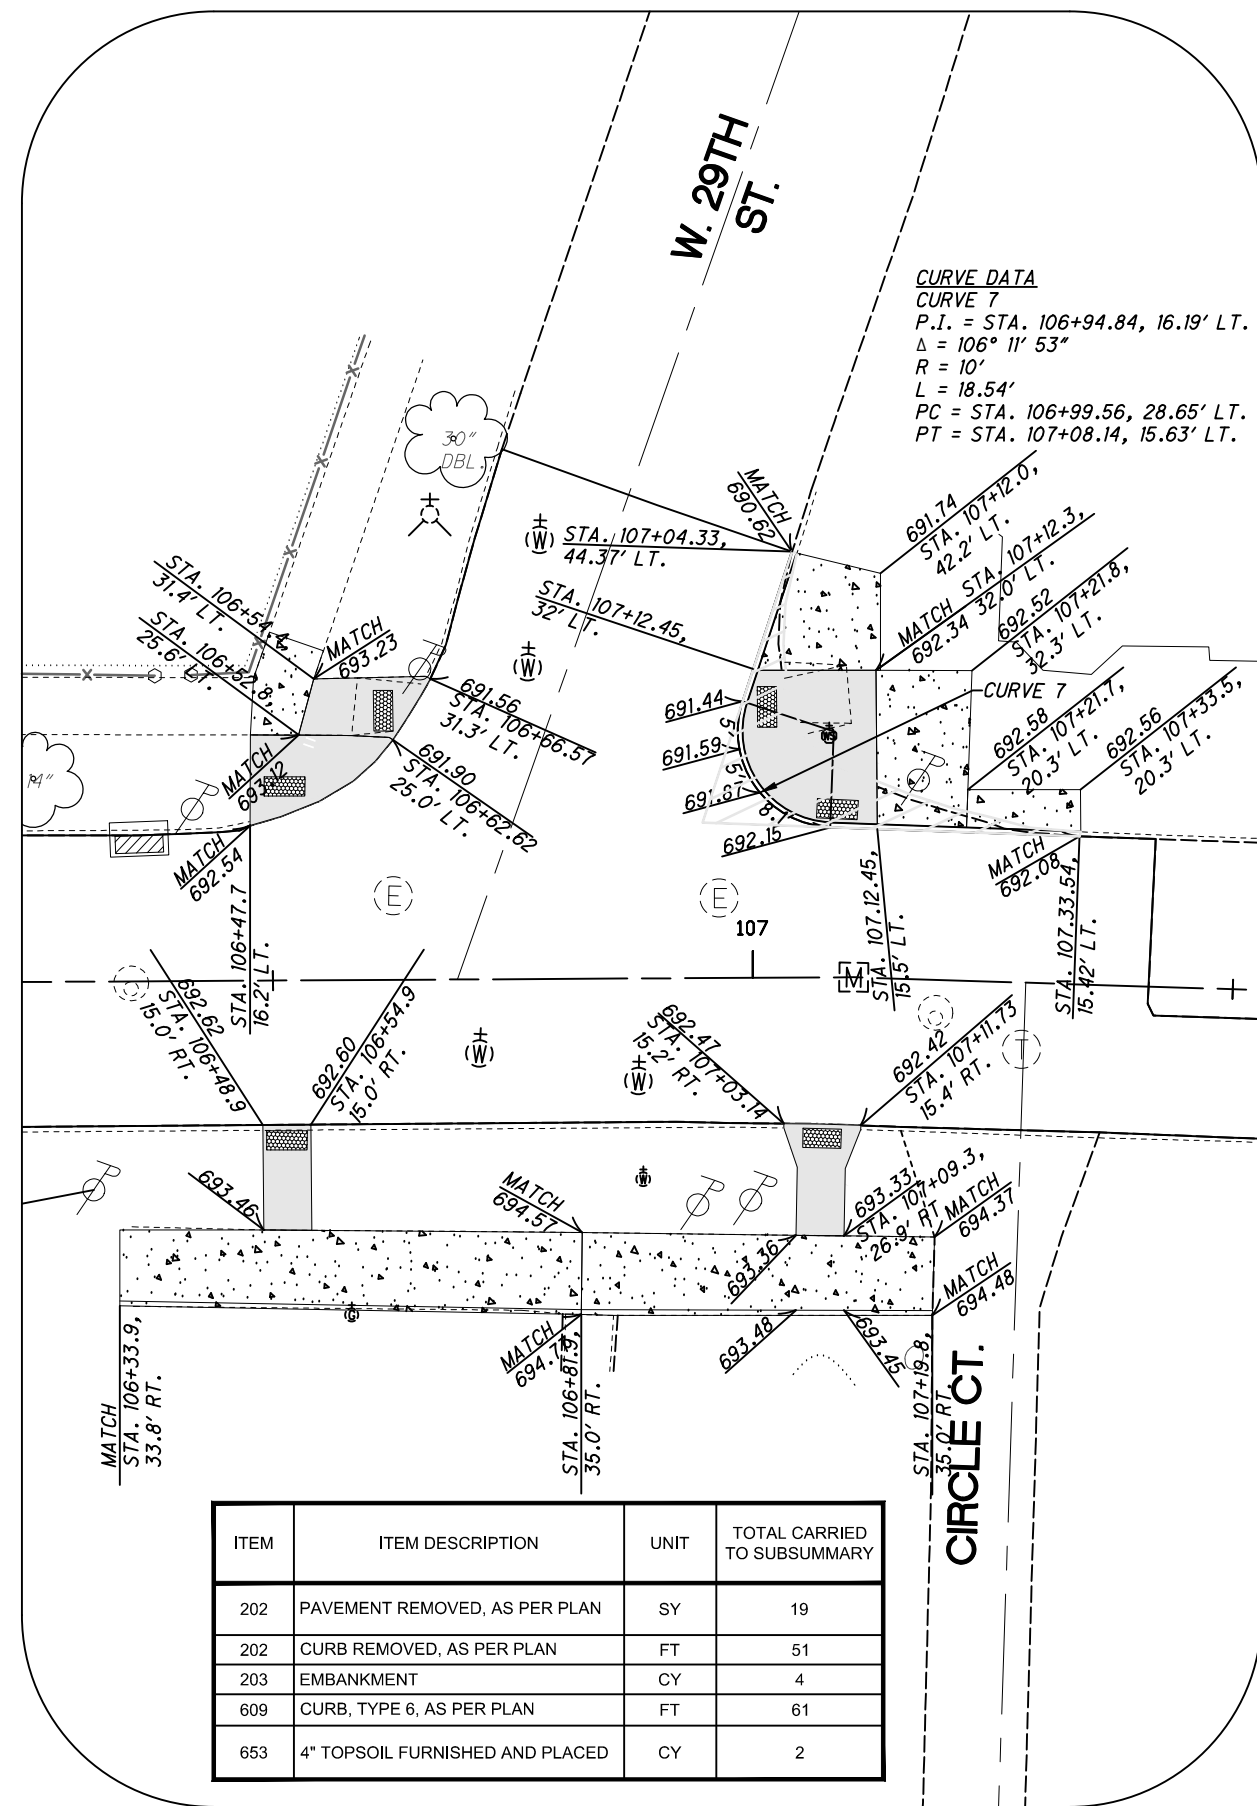 W. 29TH
ST.
CURVE DATA
CURVE 7
P.I. = STA. 106+94.84, 16.19' LT.
Δ = 106° 11' 53"
R = 10'
L = 18.54'
PC = STA. 106+99.56, 28.65' LT.
PT = STA. 107+08.14, 15.63' LT.
30"
DBL.
MATCH
690.62
STA. 107+04.33,
44.37' LT.
691.74
STA. 107+12.0,
42.2' LT.
STA. 107+12.45,
32' LT.
MATCH STA. 107+12.3,
692.34 32.0' LT.
692.52
STA. 107+21.8,
32.3' LT.
STA. 106+54.4,
31.4' LT.
MATCH
693.23
STA. 106+52.8,
25.6' LT.
691.56
STA. 106+66.57
31.3' LT.
CURVE 7
691.44
5'
691.59
5'
691.87
8'
692.15
692.58
STA. 107+21.7,
20.3' LT.
692.56
STA. 107+33.5,
20.3' LT.
MATCH
693.12
691.90
STA. 106+62.62
25.0' LT.
14"
MATCH
692.54
STA. 106+47.7
16.2' LT.
MATCH
692.08
STA. 107.12.45,
15.5' LT.
STA. 107.33.54,
15.42' LT.
E
E
107
M
W
W
W
W
W
WS
T
G
692.62
STA. 106+48.9
15.0' RT.
692.60
STA. 106+54.9
15.0' RT.
692.47
STA. 107+03.14
15.2' RT.
692.42
STA. 107+11.73
15.4' RT.
693.46
MATCH
694.57
693.33,
STA. 107+09.3,
26.9' RT
MATCH
694.37
693.36
MATCH
694.48
MATCH
STA. 106+33.9,
33.8' RT.
MATCH
STA. 106+81.9,
35.0' RT.
693.48
693.45
STA. 107+19.8,
35.0' RT.
CIRCLE CT.
ITEM ITEM DESCRIPTION UNIT TOTAL CARRIED
TO SUBSUMMARY
202 PAVEMENT REMOVED, AS PER PLAN SY 19
202 CURB REMOVED, AS PER PLAN FT 51
203 EMBANKMENT CY 4
609 CURB, TYPE 6, AS PER PLAN FT 61
653 4" TOPSOIL FURNISHED AND PLACED CY 2